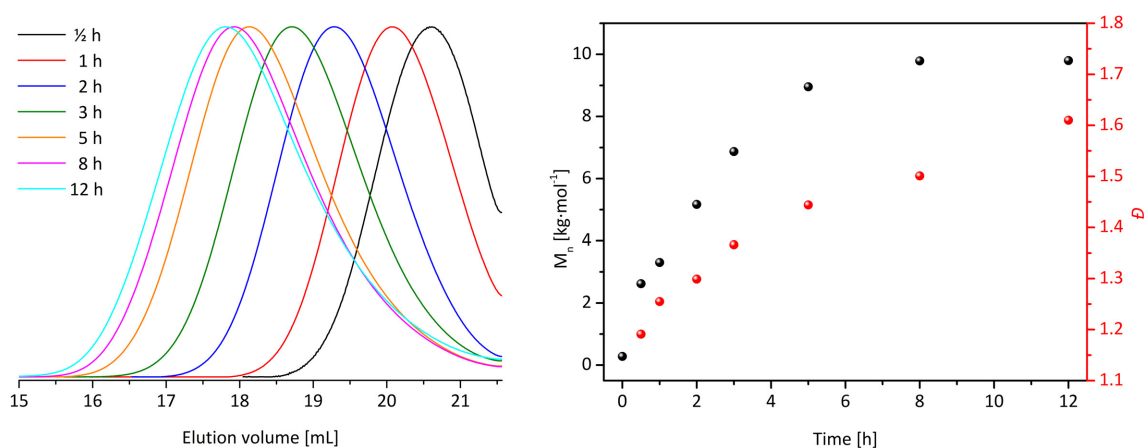 ½ h
1 h
2 h
3 h
5 h
8 h
12 h
15 16 17 18 19 20 21
Elution volume [mL]
10
8
6
4
2
0
Mn [kg·mol-1]
0 2 4 6 8 10 12
Time [h]
1.8
1.7
1.6
1.5
1.4
1.3
1.2
1.1
Đ